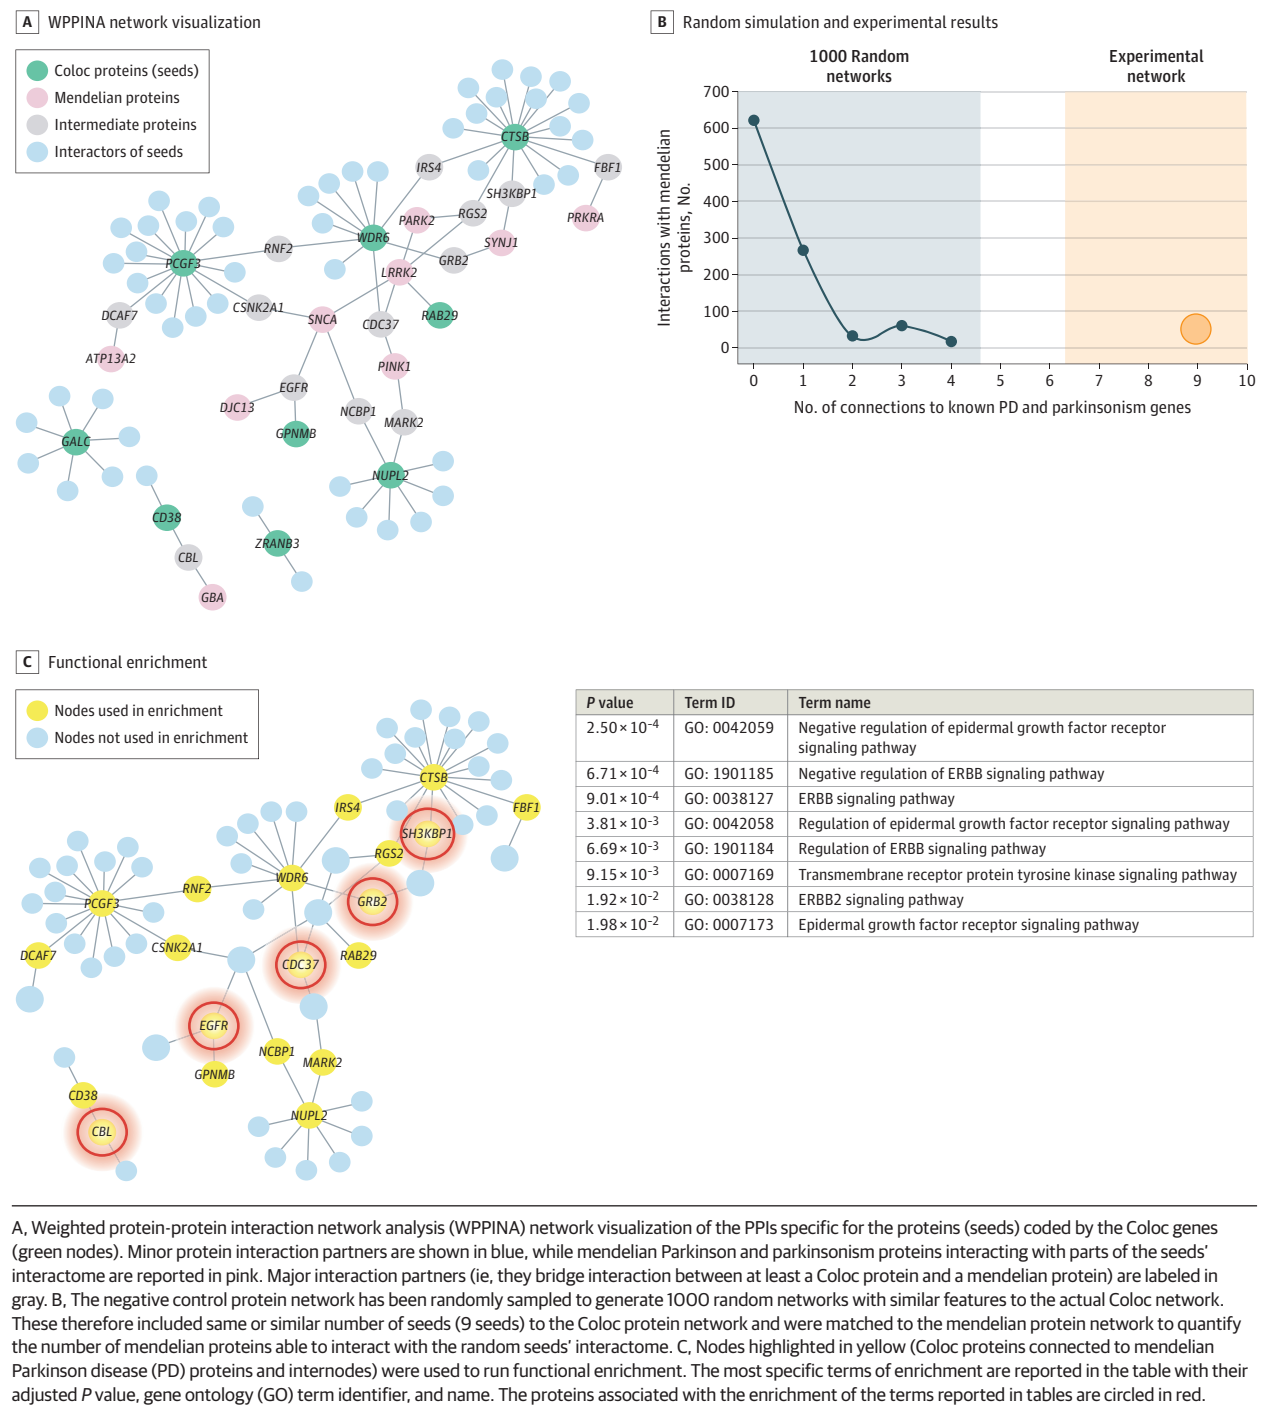 A WPPINA network visualization
Coloc proteins (seeds)
Mendelian proteins
Intermediate proteins
Interactors of seeds
CTSB
IRS4
FBF1
SH3KBP1
PARK2
RGS2
PRKRA
WDR6
SYNJ1
RNF2
GRB2
PCGF3
LRRK2
CSNK2A1
DCAF7
SNCA
CDC37
RAB29
ATP13A2
PINK1
EGFR
DJC13
NCBP1
MARK2
GPNMB
GALC
NUPL2
CD38
ZRANB3
CBL
GBA
B Random simulation and experimental results
1000 Random
networks
Experimental
network
Interactions with mendelian
proteins, No.
700
600
500
400
300
200
100
0
0 1 2 3 4 5 6 7 8 9 10
No. of connections to known PD and parkinsonism genes
C Functional enrichment
Nodes used in enrichment
Nodes not used in enrichment
CTSB
IRS4
FBF1
SH3KBP1
RGS2
WDR6
RNF2
GRB2
PCGF3
CSNK2A1
DCAF7
CDC37
RAB29
EGFR
NCBP1
MARK2
GPNMB
CD38
NUPL2
CBL
P value Term ID Term name
2.50 × 10−4 GO: 0042059 Negative regulation of epidermal growth factor receptor
signaling pathway
6.71 × 10−4 GO: 1901185 Negative regulation of ERBB signaling pathway
9.01 × 10−4 GO: 0038127 ERBB signaling pathway
3.81 × 10−3 GO: 0042058 Regulation of epidermal growth factor receptor signaling pathway
6.69 × 10−3 GO: 1901184 Regulation of ERBB signaling pathway
9.15 × 10−3 GO: 0007169 Transmembrane receptor protein tyrosine kinase signaling pathway
1.92 × 10−2 GO: 0038128 ERBB2 signaling pathway
1.98 × 10−2 GO: 0007173 Epidermal growth factor receptor signaling pathway
A, Weighted protein-protein interaction network analysis (WPPINA) network visualization of the PPIs specific for the proteins (seeds) coded by the Coloc genes
(green nodes). Minor protein interaction partners are shown in blue, while mendelian Parkinson and parkinsonism proteins interacting with parts of the seeds'
interactome are reported in pink. Major interaction partners (ie, they bridge interaction between at least a Coloc protein and a mendelian protein) are labeled in
gray. B, The negative control protein network has been randomly sampled to generate 1000 random networks with similar features to the actual Coloc network.
These therefore included same or similar number of seeds (9 seeds) to the Coloc protein network and were matched to the mendelian protein network to quantify
the number of mendelian proteins able to interact with the random seeds' interactome. C, Nodes highlighted in yellow (Coloc proteins connected to mendelian
Parkinson disease (PD) proteins and internodes) were used to run functional enrichment. The most specific terms of enrichment are reported in the table with their
adjusted P value, gene ontology (GO) term identifier, and name. The proteins associated with the enrichment of the terms reported in tables are circled in red.